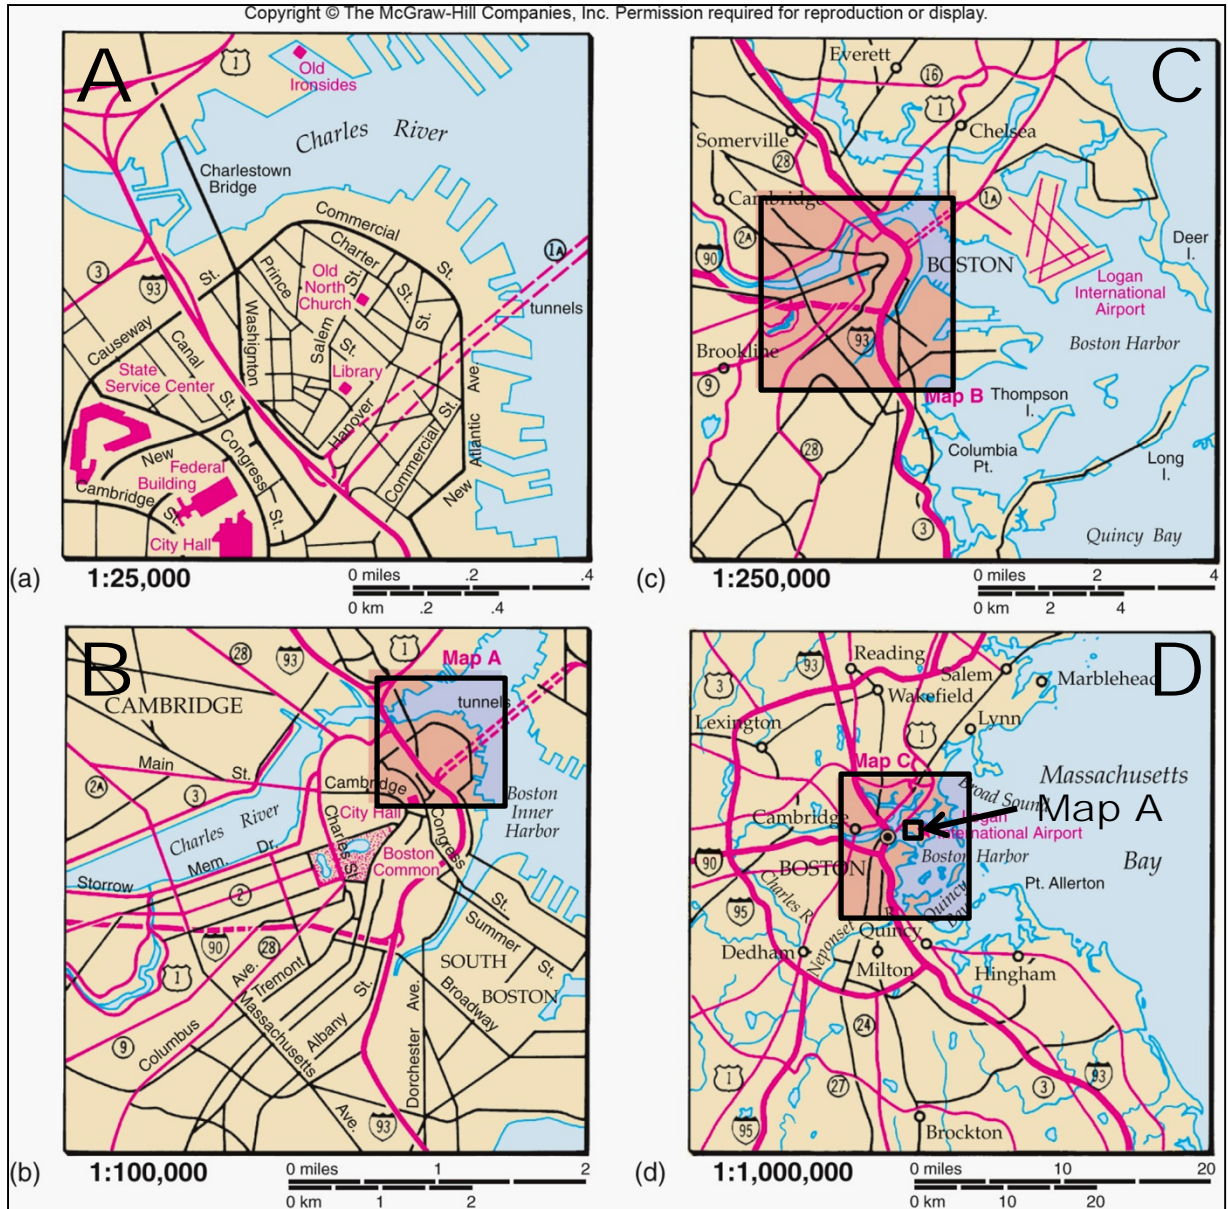 Copyright © The McGraw-Hill Companies, Inc. Permission required for reproduction or display.
A
1
Old
Ironsides
Charles River
Charlestown
Bridge
Commercial
St.
Charter
St.
Prince
St.
Old
North
Church
1A
tunnels
3
93
St.
Causeway
Washignton
Salem
St.
St.
Canal
St.
State
Service Center
Library
Hanover
Ave.
Atlantic
New
Commercial St.
New
Congress
St.
Federal
Building
Cambridge
St.
City Hall
(a)
1:25,000
0 miles .2 .4
0 km .2 .4
C
Everett
16
1
Somerville
Chelsea
28
Cambridge
1A
2A
90
BOSTON
Deer
I.
Logan
International
Airport
93
Boston Harbor
Brookline
9
Map B
Thompson
I.
28
Columbia
Pt.
Long
I.
3
Quincy Bay
(c)
1:250,000
0 miles 2 4
0 km 2 4
B
28
93
1
Map A
tunnels
CAMBRIDGE
Main St.
2A
3
Cambridge
City Hall
Boston
Inner
Harbor
Charles River
Charles St.
Congress
St.
Mem. Dr.
Boston
Common
Storrow
2
90
28
1
Summer
St.
SOUTH
BOSTON
Ave.
Tremont
St.
Massachusetts
Ave.
Albany
Broadway
Dorchester Ave.
9
Columbus
93
(b)
1:100,000
0 miles 1 2
0 km 1 2
D
93
Reading
Salem
Marblehead
3
Wakefield
Lexington
Lynn
1
Map C
Massachusetts
Bay
Broad Sound
Map A
Cambridge
Logan
International Airport
90
BOSTON
Boston Harbor
Pt. Allerton
Charles R.
95
Quincy
Bay
Neponset
R.
Quincy
Dedham
Milton
Hingham
24
1
27
3
93
95
Brockton
(d)
1:1,000,000
0 miles 10 20
0 km 10 20